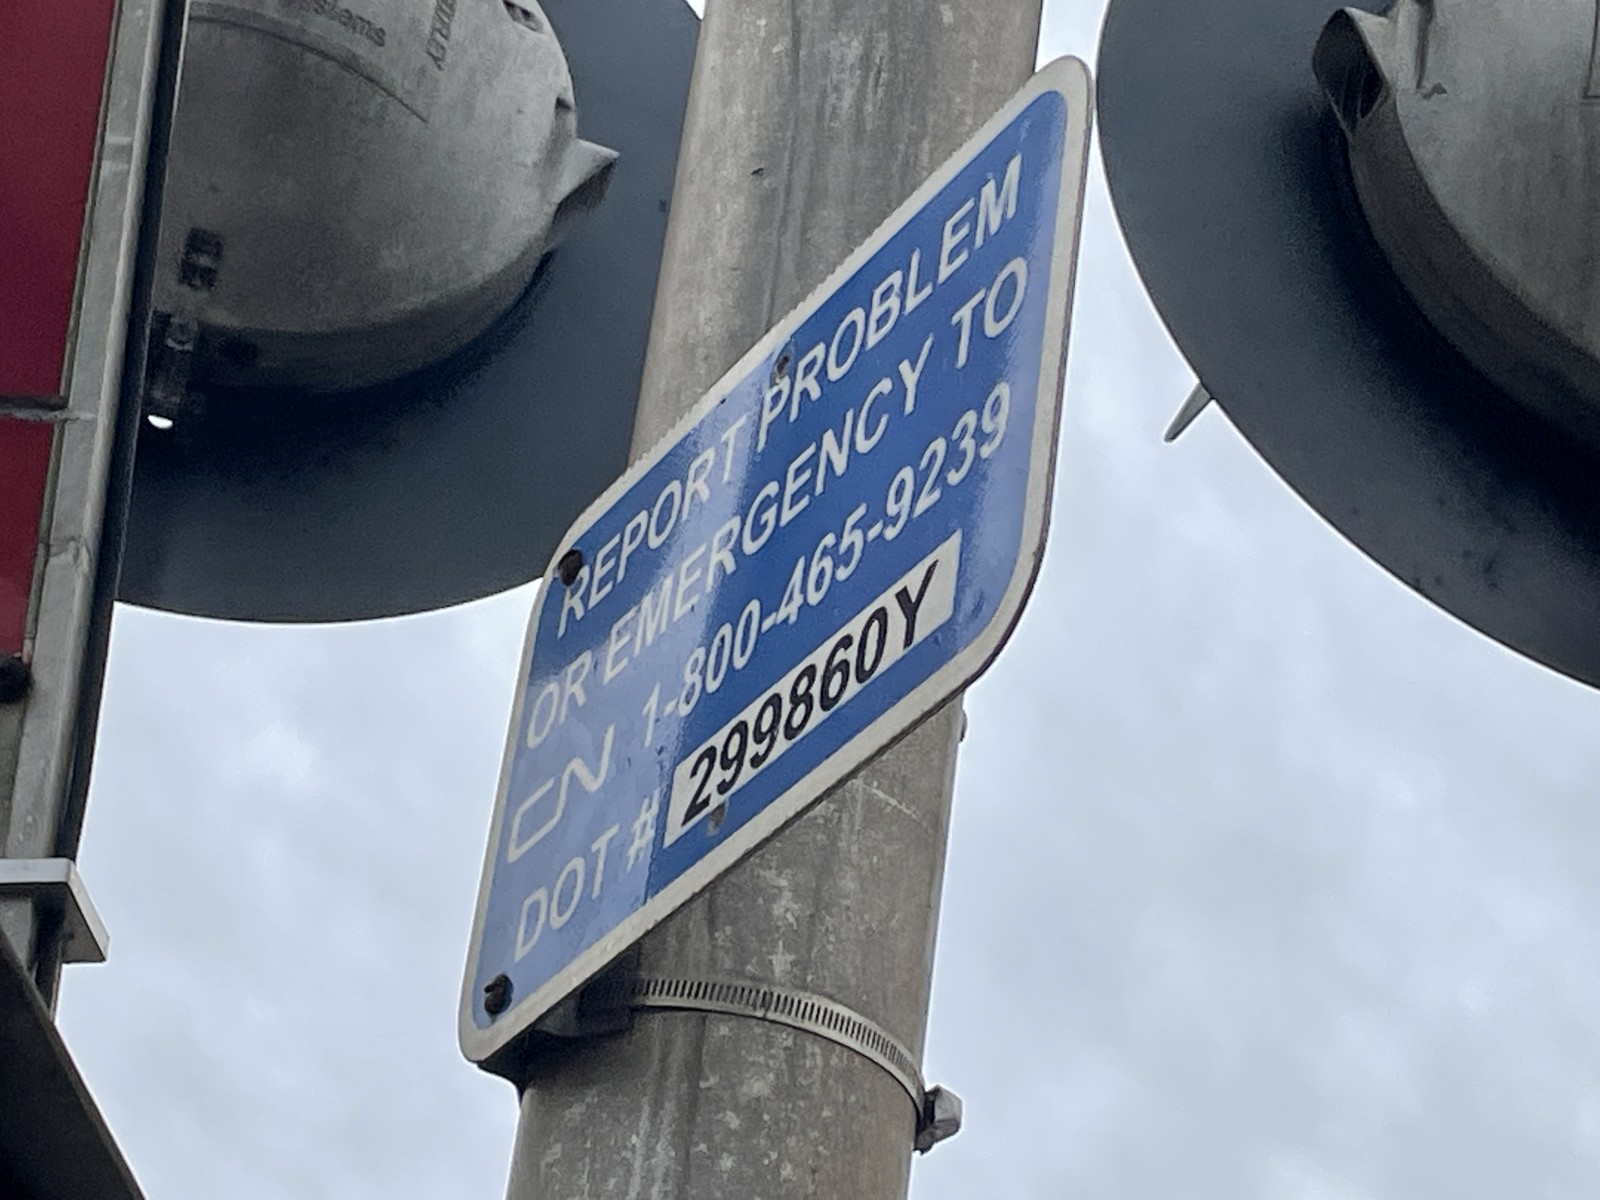 REPORT PROBLEM
OR EMERGENCY TO
CN 1-800-465-9239
DOT # 299860Y